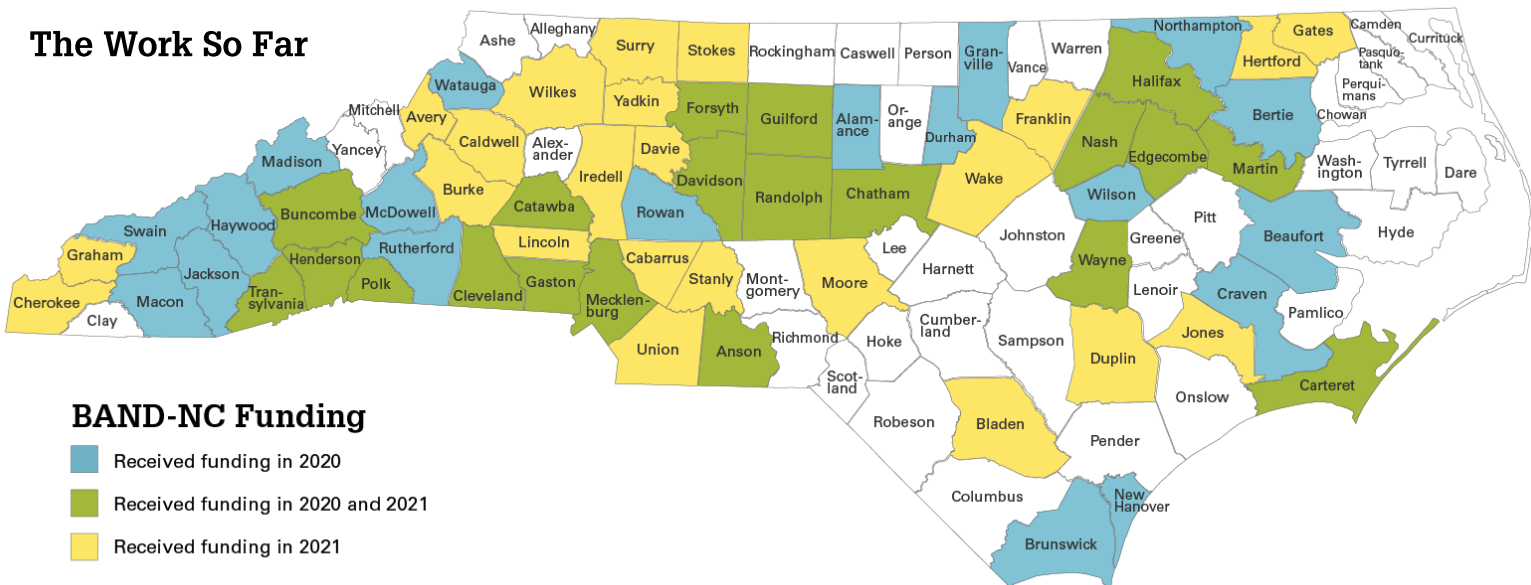 The Work So Far
Ashe
Alleghany
Surry
Stokes
Rockingham
Caswell
Person
Gran-
ville
Vance
Warren
Northampton
Hertford
Gates
Camden
Currituck
Pasquo-
tank
Perqui-
mans
Chowan
Watauga
Wilkes
Yadkin
Forsyth
Guilford
Alam-
ance
Or-
ange
Durham
Franklin
Halifax
Bertie
Mitchell
Avery
Caldwell
Alex-
ander
Iredell
Davie
Davidson
Randolph
Chatham
Wake
Nash
Edgecombe
Martin
Wash-
ington
Tyrrell
Dare
Yancey
Madison
Burke
Catawba
Rowan
Wilson
Pitt
Beaufort
Hyde
Swain
Haywood
Buncombe
McDowell
Rutherford
Lincoln
Cabarrus
Stanly
Mont-
gomery
Moore
Lee
Harnett
Johnston
Wayne
Greene
Lenoir
Craven
Pamlico
Graham
Cherokee
Clay
Macon
Jackson
Tran-
sylvania
Henderson
Polk
Cleveland
Gaston
Mecklen-
burg
Union
Anson
Richmond
Scot-
land
Hoke
Cumber-
land
Sampson
Duplin
Jones
Onslow
Carteret
Robeson
Bladen
Pender
Columbus
Brunswick
New
Hanover
BAND-NC Funding
Received funding in 2020
Received funding in 2020 and 2021
Received funding in 2021